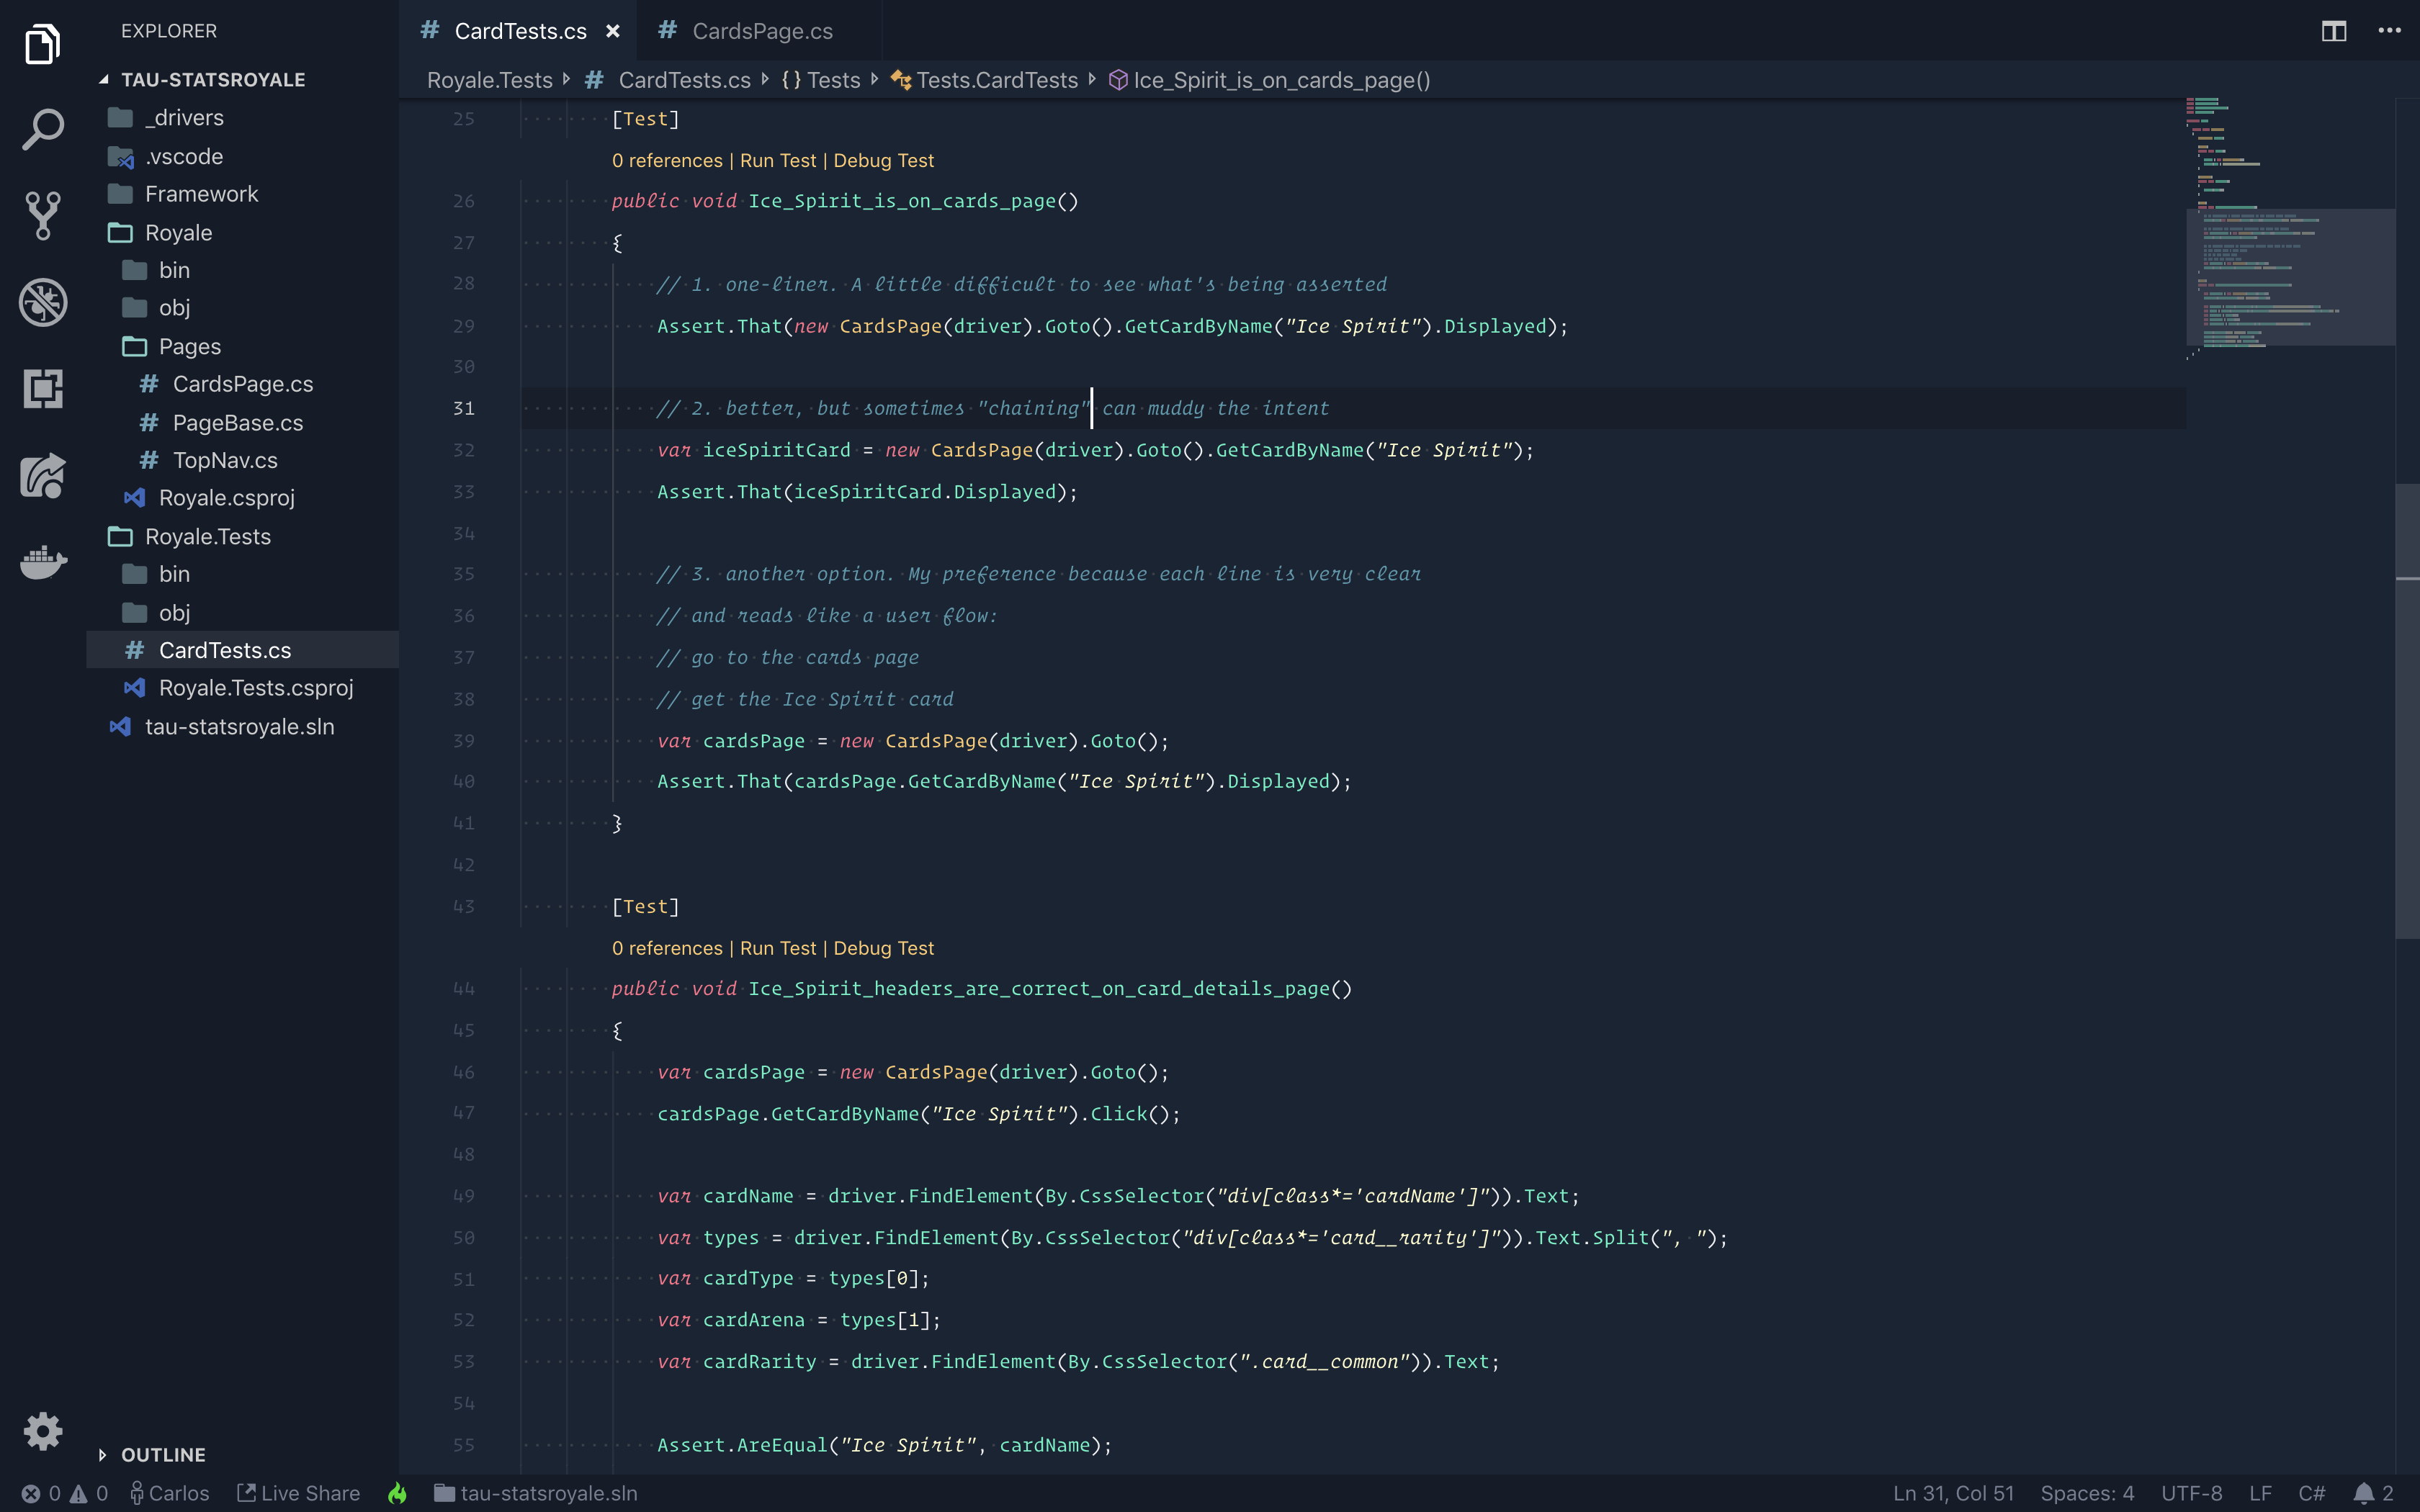 EXPLORER
TAU-STATSROYALE
_drivers
.vscode
Framework
Royale
bin
obj
Pages
# CardsPage.cs
# PageBase.cs
# TopNav.cs
Royale.csproj
Royale.Tests
bin
obj
# CardTests.cs
Royale.Tests.csproj
tau-statsroyale.sln
OUTLINE
# CardTests.cs ×
# CardsPage.cs
Royale.Tests # CardTests.cs {} Tests Tests.CardTests Ice_Spirit_is_on_cards_page()
25 [Test]
0 references | Run Test | Debug Test
26 public void Ice_Spirit_is_on_cards_page()
27 {
28 // 1. one-liner. A little difficult to see what's being asserted
29 Assert.That(new CardsPage(driver).Goto().GetCardByName("Ice Spirit").Displayed);
30
31 // 2. better, but sometimes "chaining" can muddy the intent
32 var iceSpiritCard = new CardsPage(driver).Goto().GetCardByName("Ice Spirit");
33 Assert.That(iceSpiritCard.Displayed);
34
35 // 3. another option. My preference because each line is very clear
36 // and reads like a user flow:
37 // go to the cards page
38 // get the Ice Spirit card
39 var cardsPage = new CardsPage(driver).Goto();
40 Assert.That(cardsPage.GetCardByName("Ice Spirit").Displayed);
41 }
42
43 [Test]
0 references | Run Test | Debug Test
44 public void Ice_Spirit_headers_are_correct_on_card_details_page()
45 {
46 var cardsPage = new CardsPage(driver).Goto();
47 cardsPage.GetCardByName("Ice Spirit").Click();
48
49 var cardName = driver.FindElement(By.CssSelector("div[class*='cardName']")).Text;
50 var types = driver.FindElement(By.CssSelector("div[class*='card__rarity']")).Text.Split(", ");
51 var cardType = types[0];
52 var cardArena = types[1];
53 var cardRarity = driver.FindElement(By.CssSelector(".card__common")).Text;
54
55 Assert.AreEqual("Ice Spirit", cardName);
0 0 Carlos Live Share tau-statsroyale.sln Ln 31, Col 51 Spaces: 4 UTF-8 LF C# 2